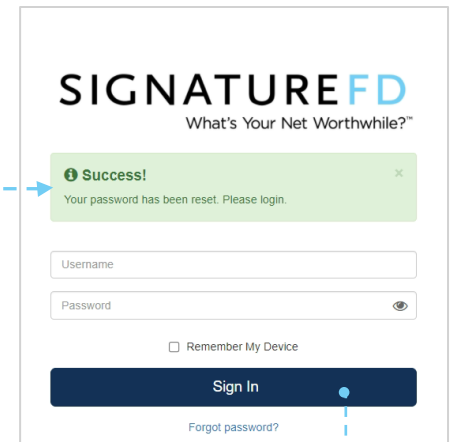 SIGNATUREFD
What's Your Net Worthwhile?™
Success!
×
Your password has been reset. Please login.
Username
Password
Remember My Device
Sign In
Forgot password?